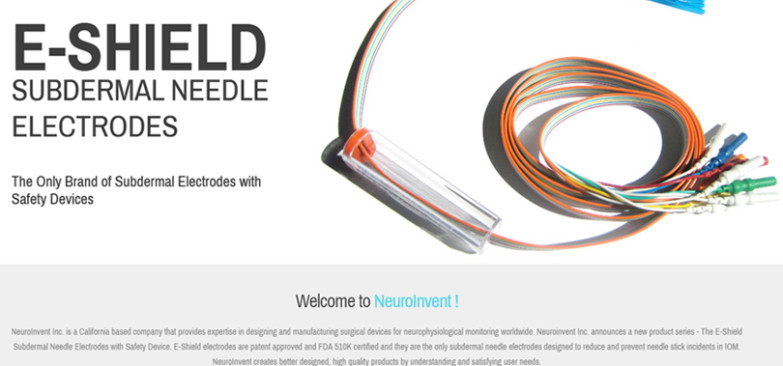 E-SHIELD
SUBDERMAL NEEDLE
ELECTRODES
The Only Brand of Subdermal Electrodes with
Safety Devices
Welcome to NeuroInvent !
NeuroInvent Inc. is a California based company that provides expertise in designing and manufacturing surgical devices for neurophysiological monitoring worldwide. Neuroinvent Inc. announces a new product series - The E-Shield
Subdermal Needle Electrodes with Safety Device. E-Shield electrodes are patent approved and FDA 510K certified and they are the only subdermal needle electrodes designed to reduce and prevent needle stick incidents in IOM.
NeuroInvent creates better designed, high quality products by understanding and satisfying user needs.